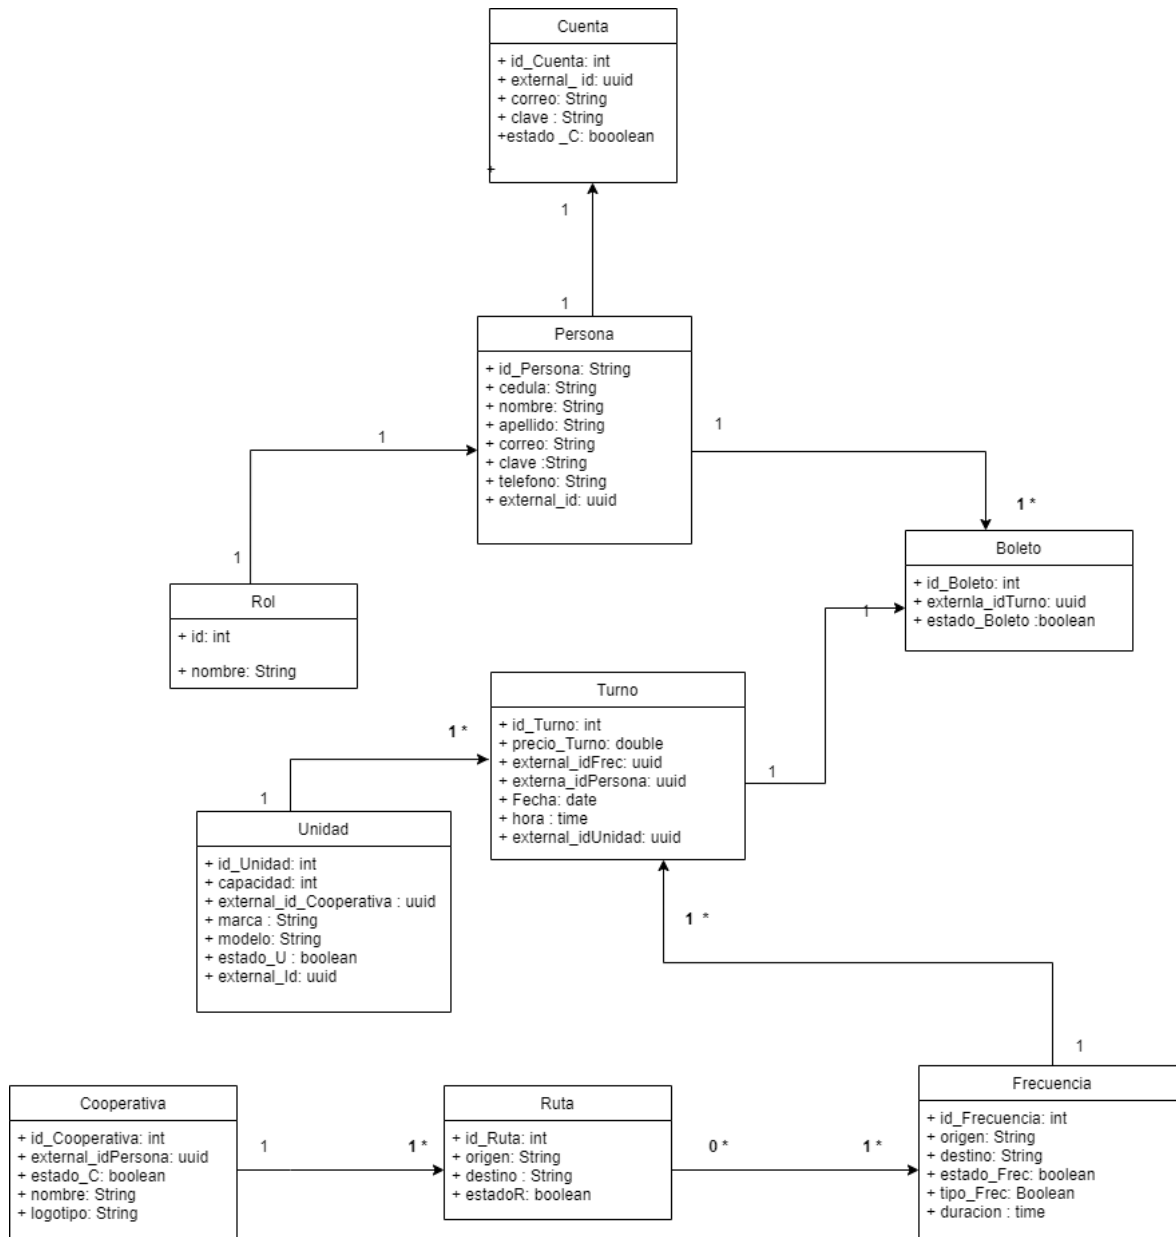 Cuenta
+ id_Cuenta: int
+ external_ id: uuid
+ correo: String
+ clave : String
+estado _C: booolean
+
1
1
Persona
+ id_Persona: String
+ cedula: String
+ nombre: String
+ apellido: String
+ correo: String
+ clave :String
+ telefono: String
+ external_id: uuid
1
1
1
1 *
Rol
+ id: int
+ nombre: String
Boleto
+ id_Boleto: int
+ externla_idTurno: uuid
+ estado_Boleto :boolean
1
1
Turno
+ id_Turno: int
+ precio_Turno: double
+ external_idFrec: uuid
+ externa_idPersona: uuid
+ Fecha: date
+ hora : time
+ external_idUnidad: uuid
1 *
1
Unidad
+ id_Unidad: int
+ capacidad: int
+ external_id_Cooperativa : uuid
+ marca : String
+ modelo: String
+ estado_U : boolean
+ external_Id: uuid
1 *
1
Cooperativa
+ id_Cooperativa: int
+ external_idPersona: uuid
+ estado_C: boolean
+ nombre: String
+ logotipo: String
1
1 *
Ruta
+ id_Ruta: int
+ origen: String
+ destino : String
+ estadoR: boolean
0 *
1 *
Frecuencia
+ id_Frecuencia: int
+ origen: String
+ destino: String
+ estado_Frec: boolean
+ tipo_Frec: Boolean
+ duracion : time